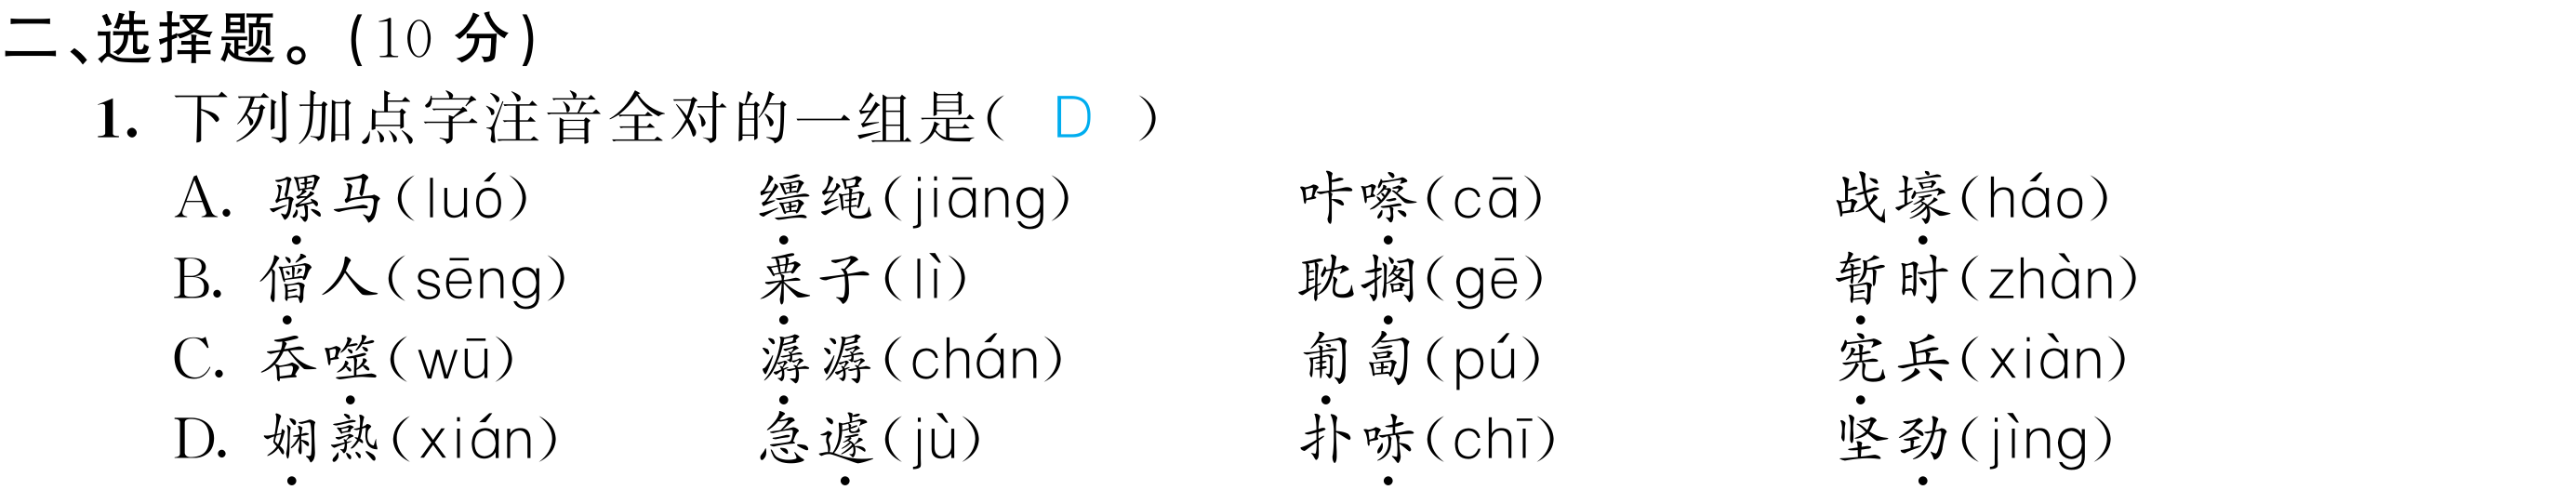 二、选择题。(10 分)
1. 下列加点字注音全对的一组是( D )
A. 骡马(luó) 缰绳(jiāng) 咔嚓(cā) 战壕(háo)
B. 僧人(sēng) 栗子(lì) 耽搁(gē) 暂时(zhàn)
C. 吞噬(wū) 潺潺(chán) 匍匐(pú) 宪兵(xiàn)
D. 娴熟(xián) 急遽(jù) 扑哧(chī) 坚劲(jìng)